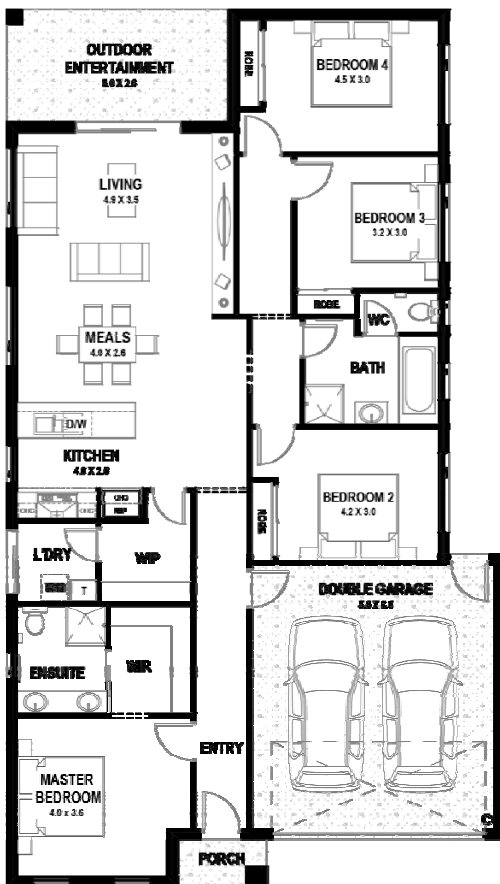 OUTDOOR
ENTERTAINMENT
ROBE
BEDROOM 4
4.5 X 3.0
LIVING
4.9 X 3.5
BEDROOM 3
3.2 X 3.0
ROBE
WC
MEALS
4.0 X 2.6
BATH
D/W
KITCHEN
BEDROOM 2
4.2 X 3.0
ROBE
L'DRY
WIP
T
DOUBLE GARAGE
ENSUITE
WIR
ENTRY
MASTER
BEDROOM
4.0 X 3.6
PORCH